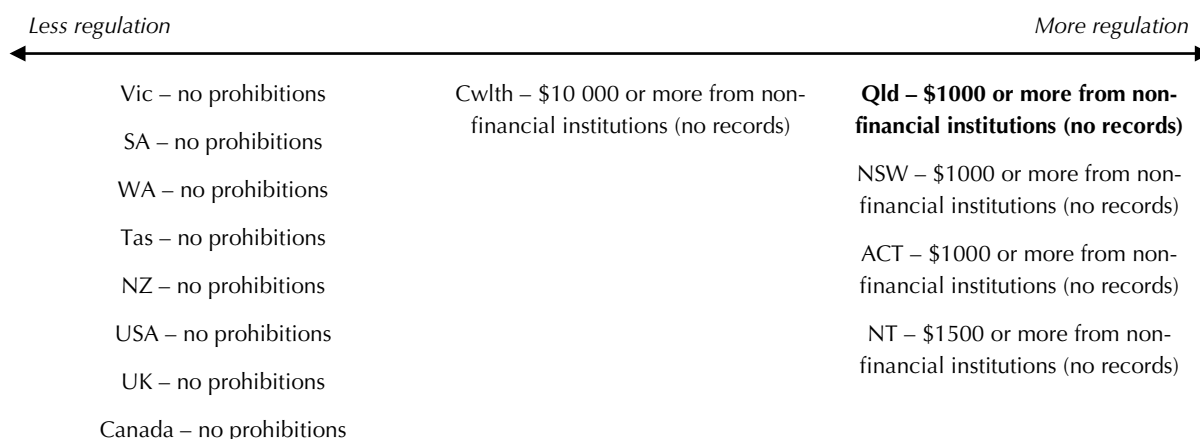 Less regulation
More regulation
Vic – no prohibitions
SA – no prohibitions
WA – no prohibitions
Tas – no prohibitions
NZ – no prohibitions
USA – no prohibitions
UK – no prohibitions
Canada – no prohibitions
Cwlth – $10 000 or more from non-
financial institutions (no records)
Qld – $1000 or more from non-
financial institutions (no records)
NSW – $1000 or more from non-
financial institutions (no records)
ACT – $1000 or more from non-
financial institutions (no records)
NT – $1500 or more from non-
financial institutions (no records)